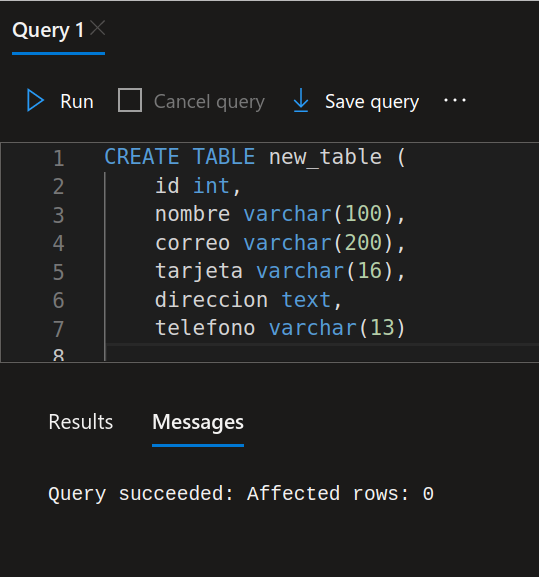 Query 1
Run Cancel query Save query ...
1 CREATE TABLE new_table (
2 id int,
3 nombre varchar(100),
4 correo varchar(200),
5 tarjeta varchar(16),
6 direccion text,
7 telefono varchar(13)
8
Results Messages
Query succeeded: Affected rows: 0